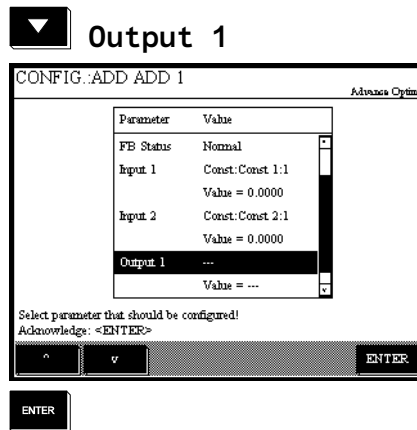 Output 1
CONFIG.:ADD ADD 1
Advance Optim
Parameter Value
FB Status Normal
Input 1 Const:Const 1:1
Value = 0.0000
Input 2 Const:Const 2:1
Value = 0.0000
Output 1 ---
Value = ---
Select parameter that should be configured!
Acknowledge: <ENTER>
^ v ENTER
ENTER